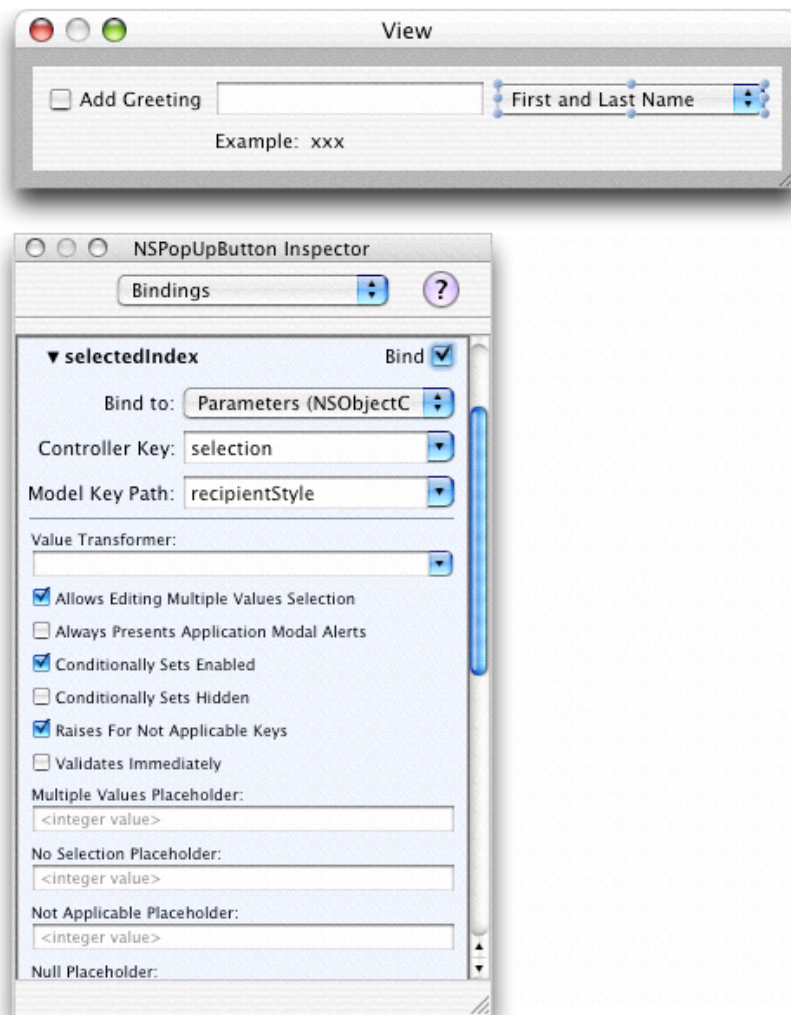 View
Add Greeting First and Last Name
Example: xxx
NSPopUpButton Inspector
Bindings ?
▼ selectedIndex Bind
Bind to: Parameters (NSObjectC
Controller Key: selection
Model Key Path: recipientStyle
Value Transformer:
Allows Editing Multiple Values Selection
Always Presents Application Modal Alerts
Conditionally Sets Enabled
Conditionally Sets Hidden
Raises For Not Applicable Keys
Validates Immediately
Multiple Values Placeholder:
<integer value>
No Selection Placeholder:
<integer value>
Not Applicable Placeholder:
<integer value>
Null Placeholder: